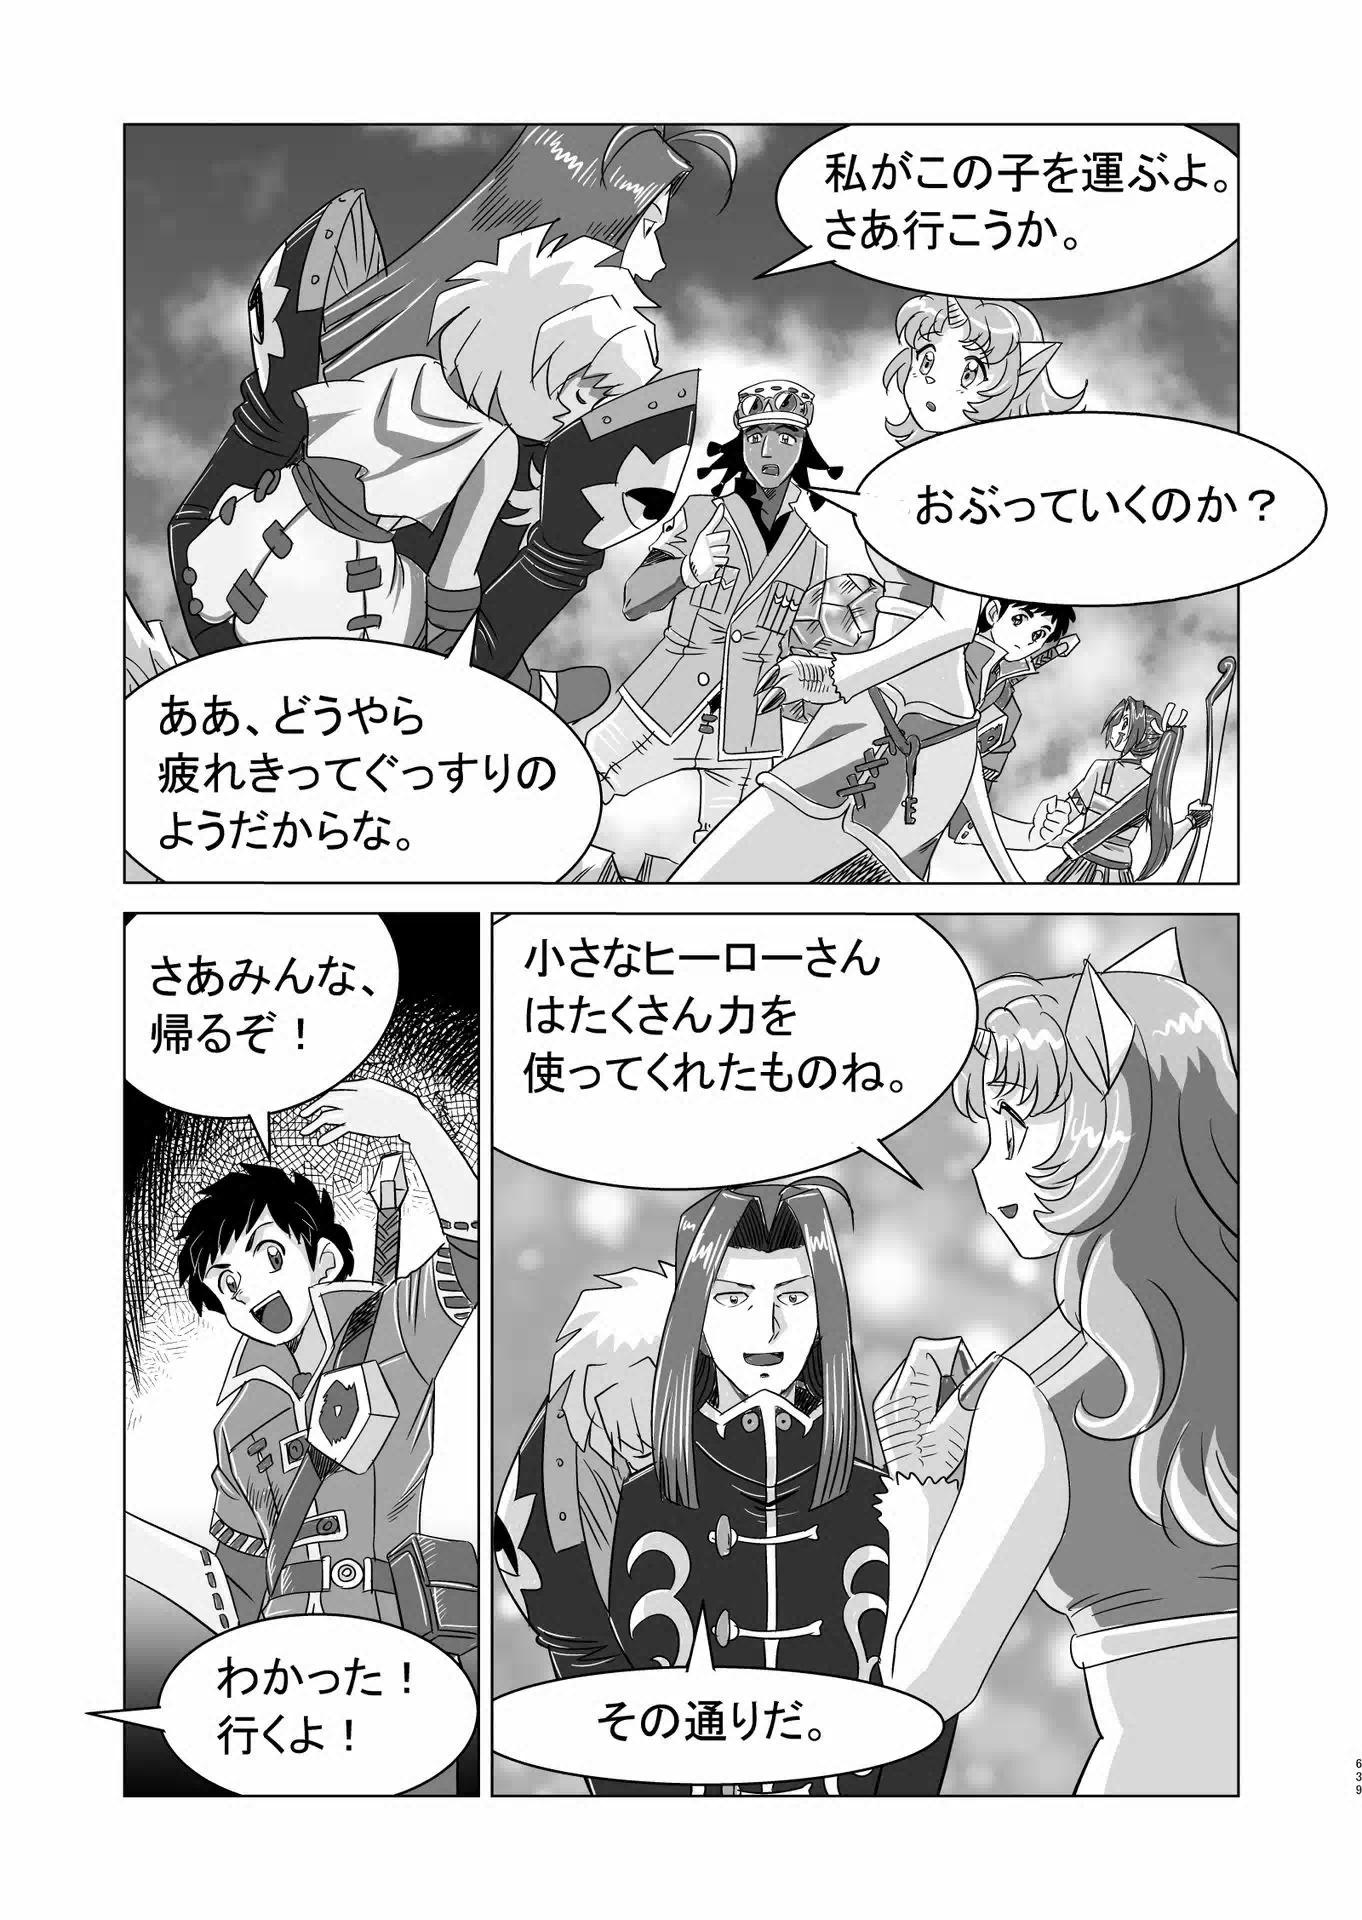 私がこの子を運ぶよ。
さあ行こうか。
おぶっていくのか？
ああ、どうやら
疲れきってぐっすりの
ようだからな。
小さなヒーローさん
はたくさん力を
使ってくれたものね。
その通りだ。
さあみんな、
帰るぞ！
わかった！
行くよ！
639